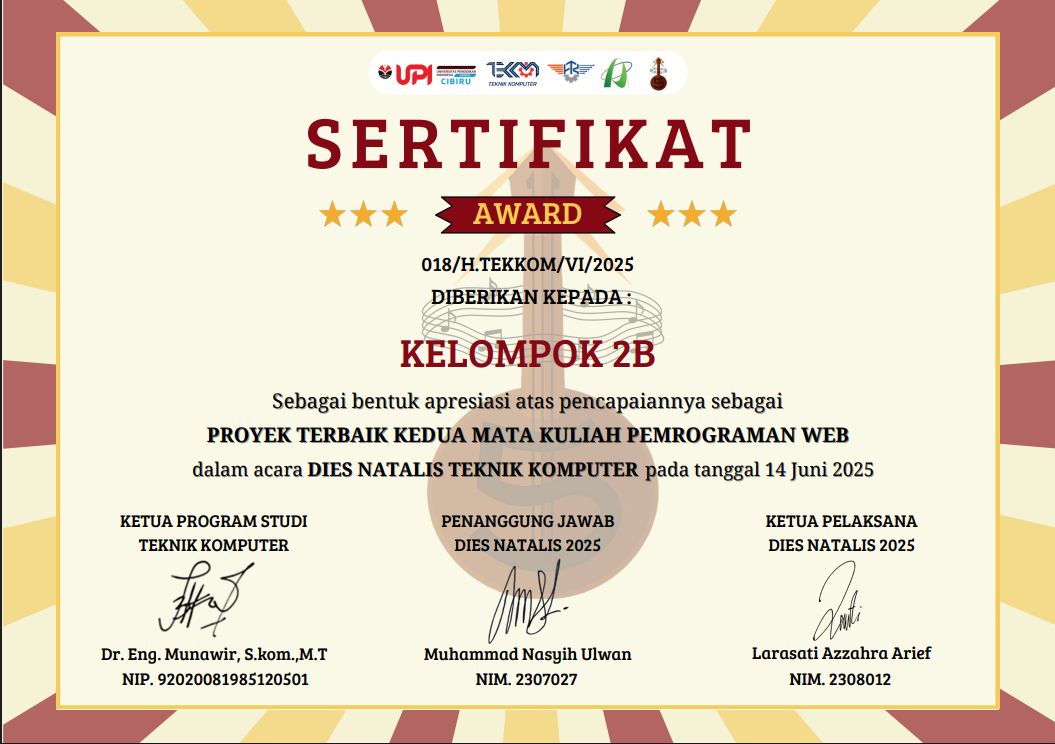 UPI
UNIVERSITAS PENDIDIKAN
INDONESIA
CIBIRU
TEKKOM
TEKNIK KOMPUTER
SERTIFIKAT
AWARD
018/H.TEKKOM/VI/2025
DIBERIKAN KEPADA :
KELOMPOK 2B
Sebagai bentuk apresiasi atas pencapaiannya sebagai
PROYEK TERBAIK KEDUA MATA KULIAH PEMROGRAMAN WEB
dalam acara DIES NATALIS TEKNIK KOMPUTER pada tanggal 14 Juni 2025
KETUA PROGRAM STUDI
TEKNIK KOMPUTER
Dr. Eng. Munawir, S.kom.,M.T
NIP. 92020081985120501
PENANGGUNG JAWAB
DIES NATALIS 2025
Muhammad Nasyih Ulwan
NIM. 2307027
KETUA PELAKSANA
DIES NATALIS 2025
Larasati Azzahra Arief
NIM. 2308012